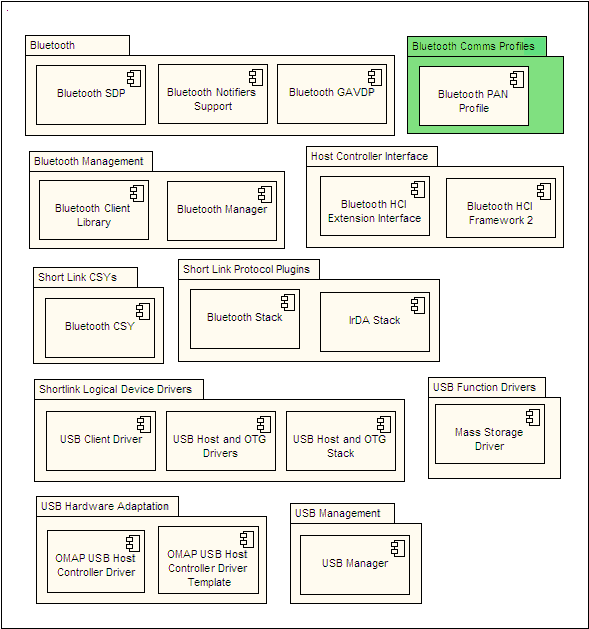 Bluetooth
Bluetooth SDP
Bluetooth Notifiers
Support
Bluetooth GAVDP
Bluetooth Comms Profiles
Bluetooth PAN
Profile
Bluetooth Management
Bluetooth Client
Library
Bluetooth Manager
Host Controller Interface
Bluetooth HCI
Extension Interface
Bluetooth HCI
Framework 2
Short Link CSYs
Bluetooth CSY
Short Link Protocol Plugins
Bluetooth Stack
IrDA Stack
Shortlink Logical Device Drivers
USB Client Driver
USB Host and OTG
Drivers
USB Host and OTG
Stack
USB Function Drivers
Mass Storage
Driver
USB Hardware Adaptation
OMAP USB Host
Controller Driver
OMAP USB Host
Controller Driver
Template
USB Management
USB Manager